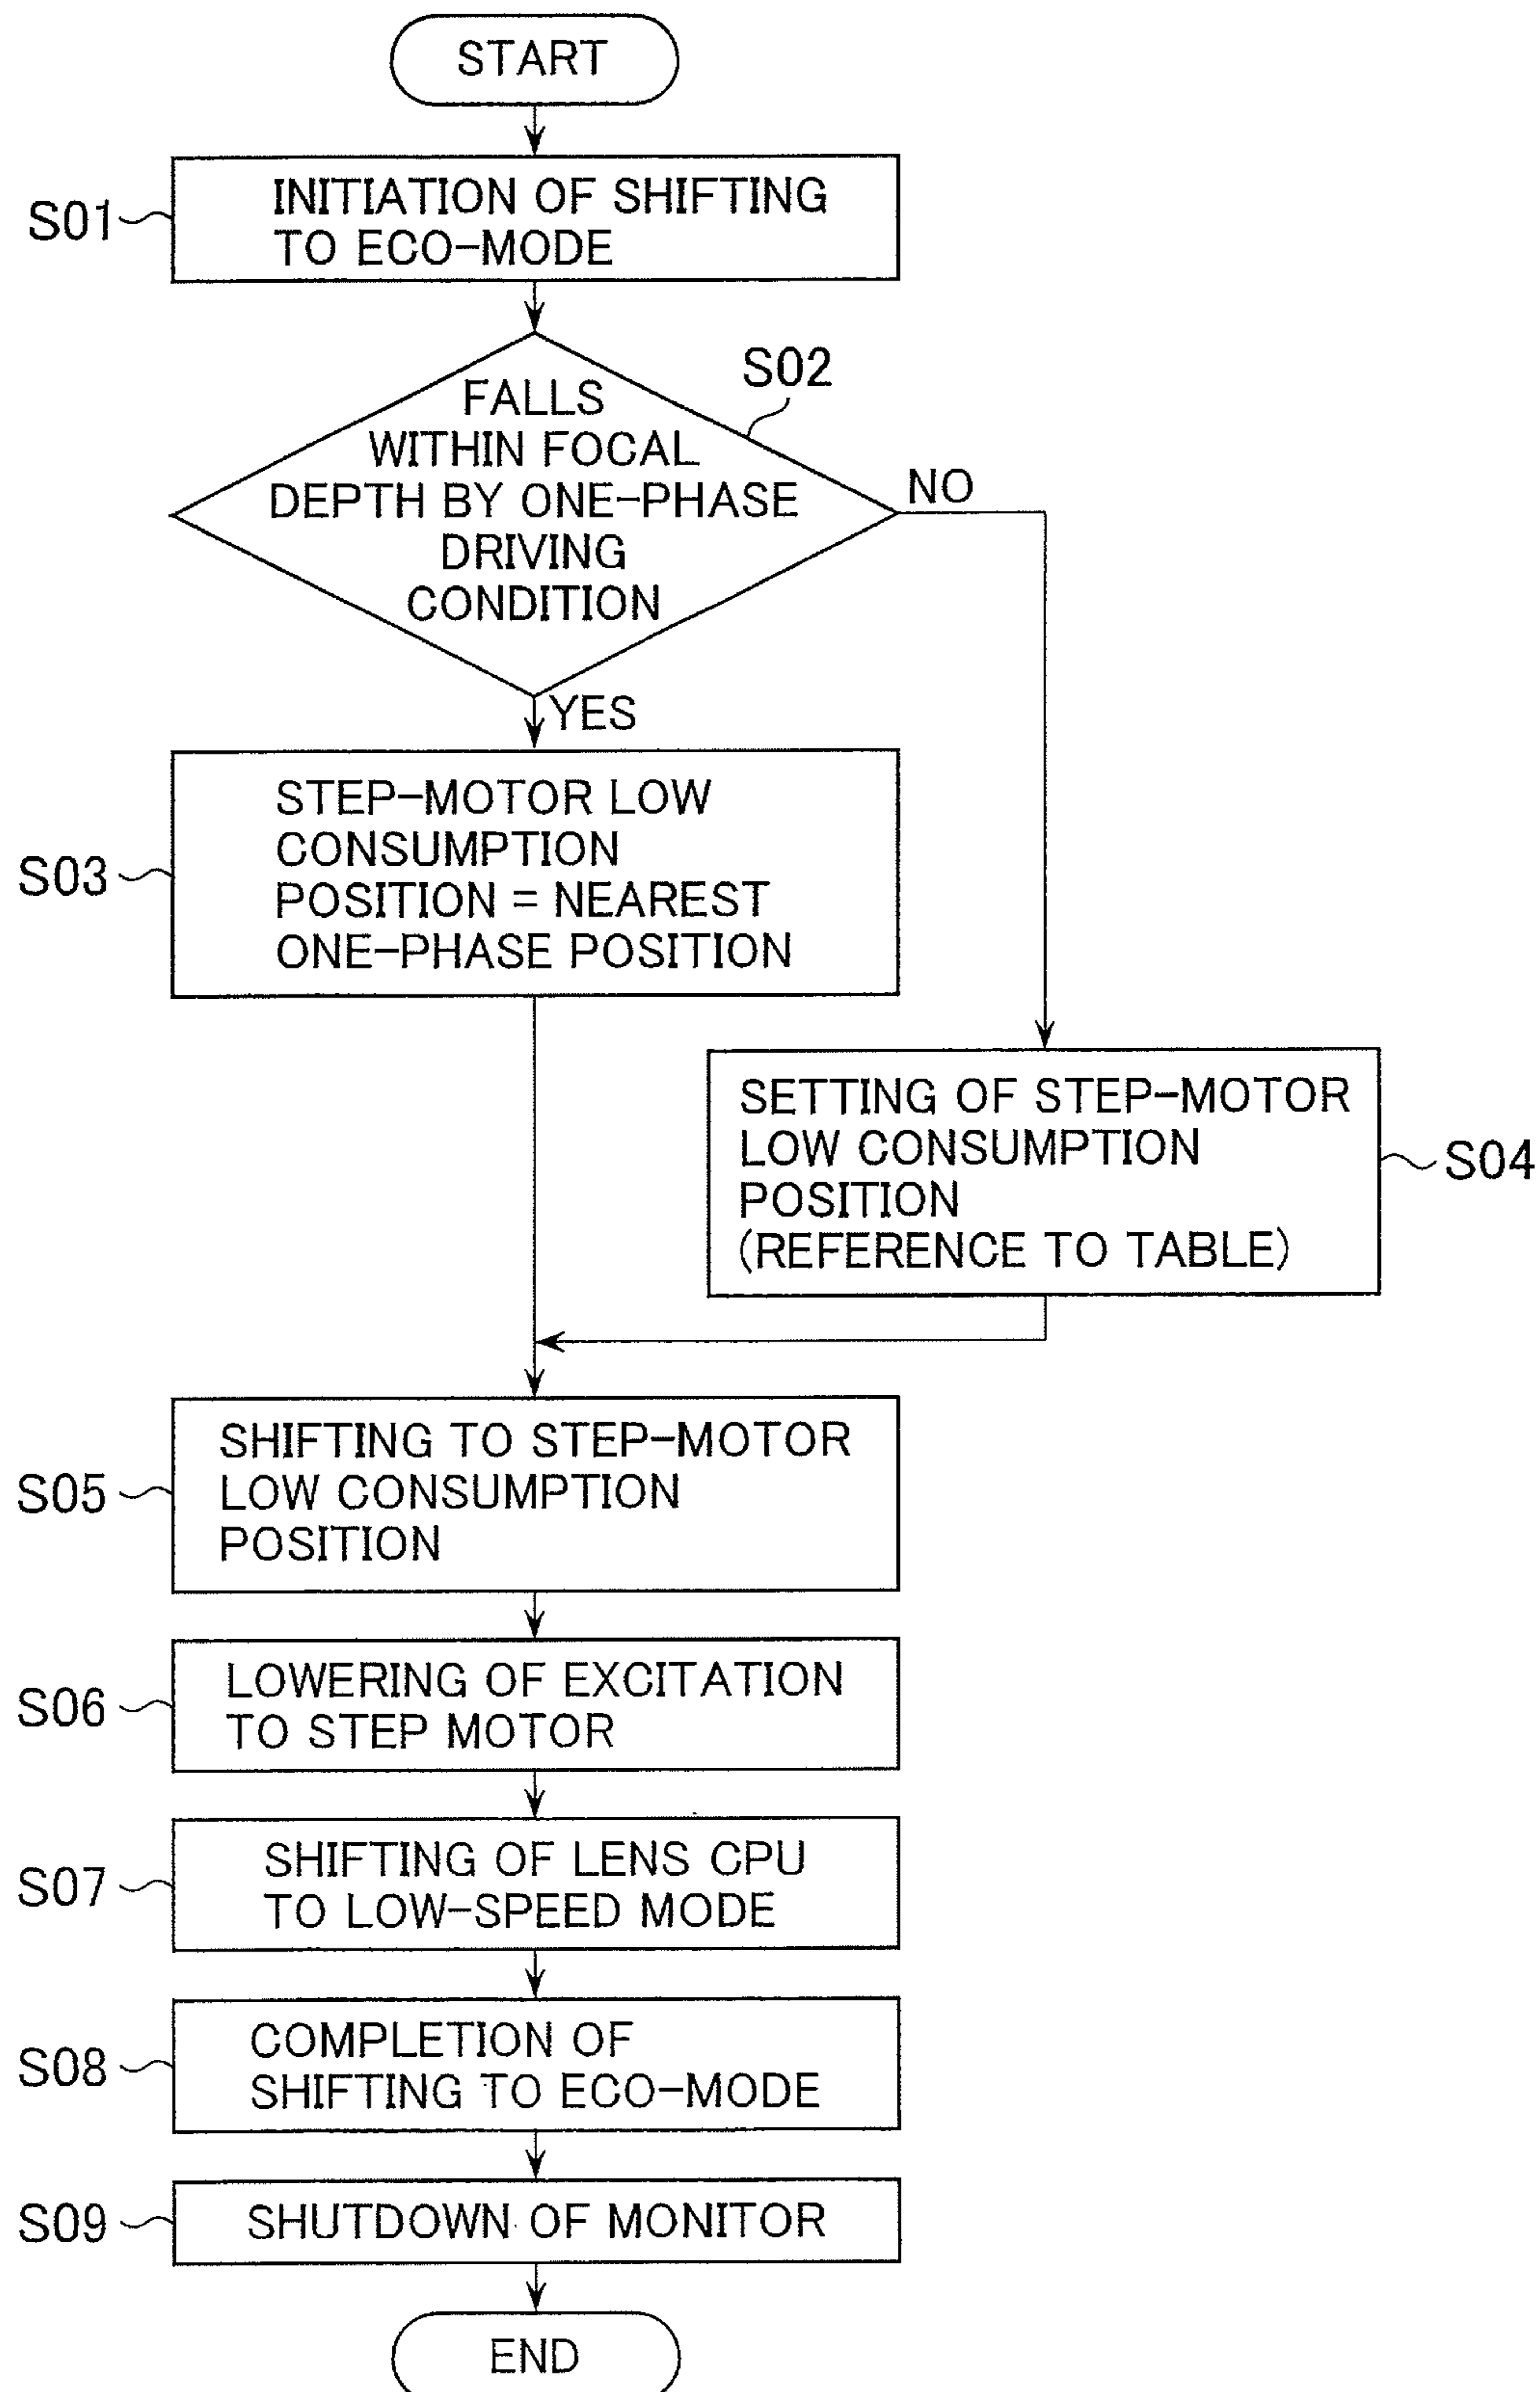 START
S01
INITIATION OF SHIFTING
TO ECO-MODE
S02
FALLS
WITHIN FOCAL
DEPTH BY ONE-PHASE
DRIVING
CONDITION
NO
YES
S03
STEP-MOTOR LOW
CONSUMPTION
POSITION = NEAREST
ONE-PHASE POSITION
SETTING OF STEP-MOTOR
LOW CONSUMPTION
POSITION
(REFERENCE TO TABLE)
S04
S05
SHIFTING TO STEP-MOTOR
LOW CONSUMPTION
POSITION
S06
LOWERING OF EXCITATION
TO STEP MOTOR
S07
SHIFTING OF LENS CPU
TO LOW-SPEED MODE
S08
COMPLETION OF
SHIFTING TO ECO-MODE
S09
SHUTDOWN OF MONITOR
END